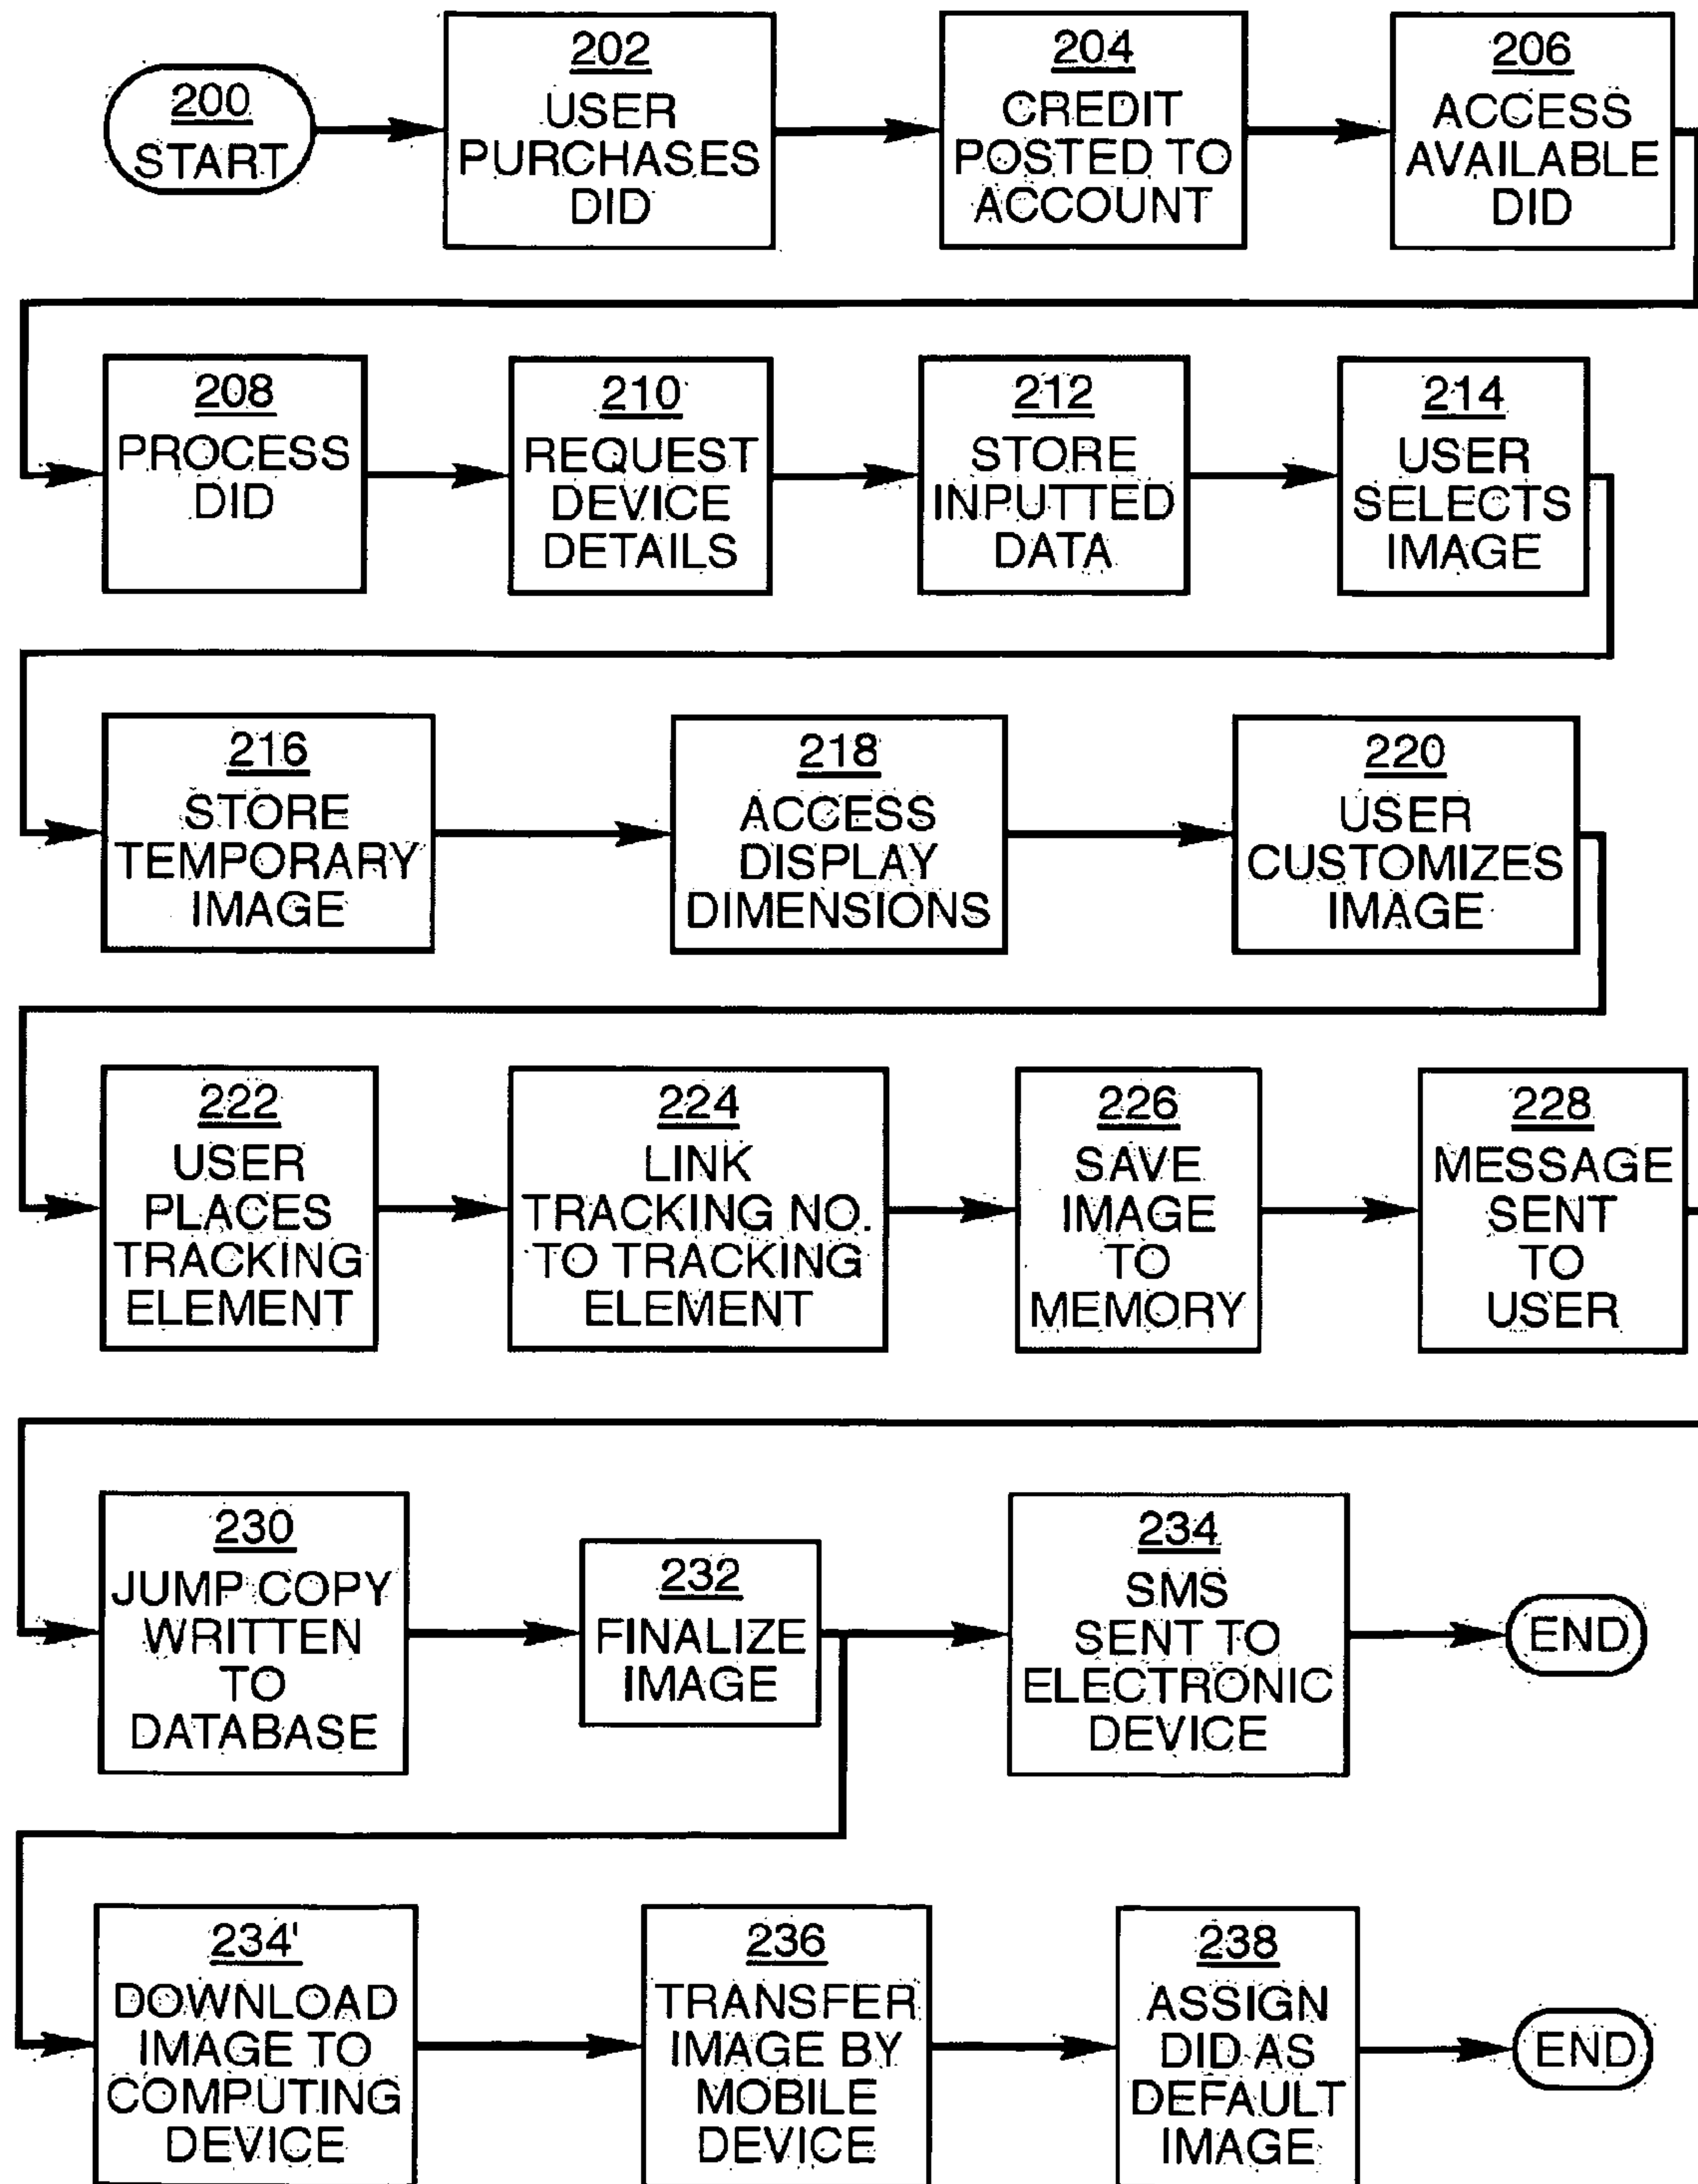 200
START
202
USER
PURCHASES
DID
204
CREDIT
POSTED TO
ACCOUNT
206
ACCESS
AVAILABLE
DID
208
PROCESS
DID
210
REQUEST
DEVICE
DETAILS
212
STORE
INPUTTED
DATA
214
USER
SELECTS
IMAGE
216
STORE
TEMPORARY
IMAGE
218
ACCESS
DISPLAY
DIMENSIONS
220
USER
CUSTOMIZES
IMAGE
222
USER
PLACES
TRACKING
ELEMENT
224
LINK
TRACKING NO.
TO TRACKING
ELEMENT
226
SAVE
IMAGE
TO
MEMORY
228
MESSAGE
SENT
TO
USER
230
JUMP COPY
WRITTEN
TO
DATABASE
232
FINALIZE
IMAGE
234
SMS
SENT TO
ELECTRONIC
DEVICE
END
234'
DOWNLOAD
IMAGE TO
COMPUTING
DEVICE
236
TRANSFER
IMAGE BY
MOBILE
DEVICE
238
ASSIGN
DID AS
DEFAULT
IMAGE
END